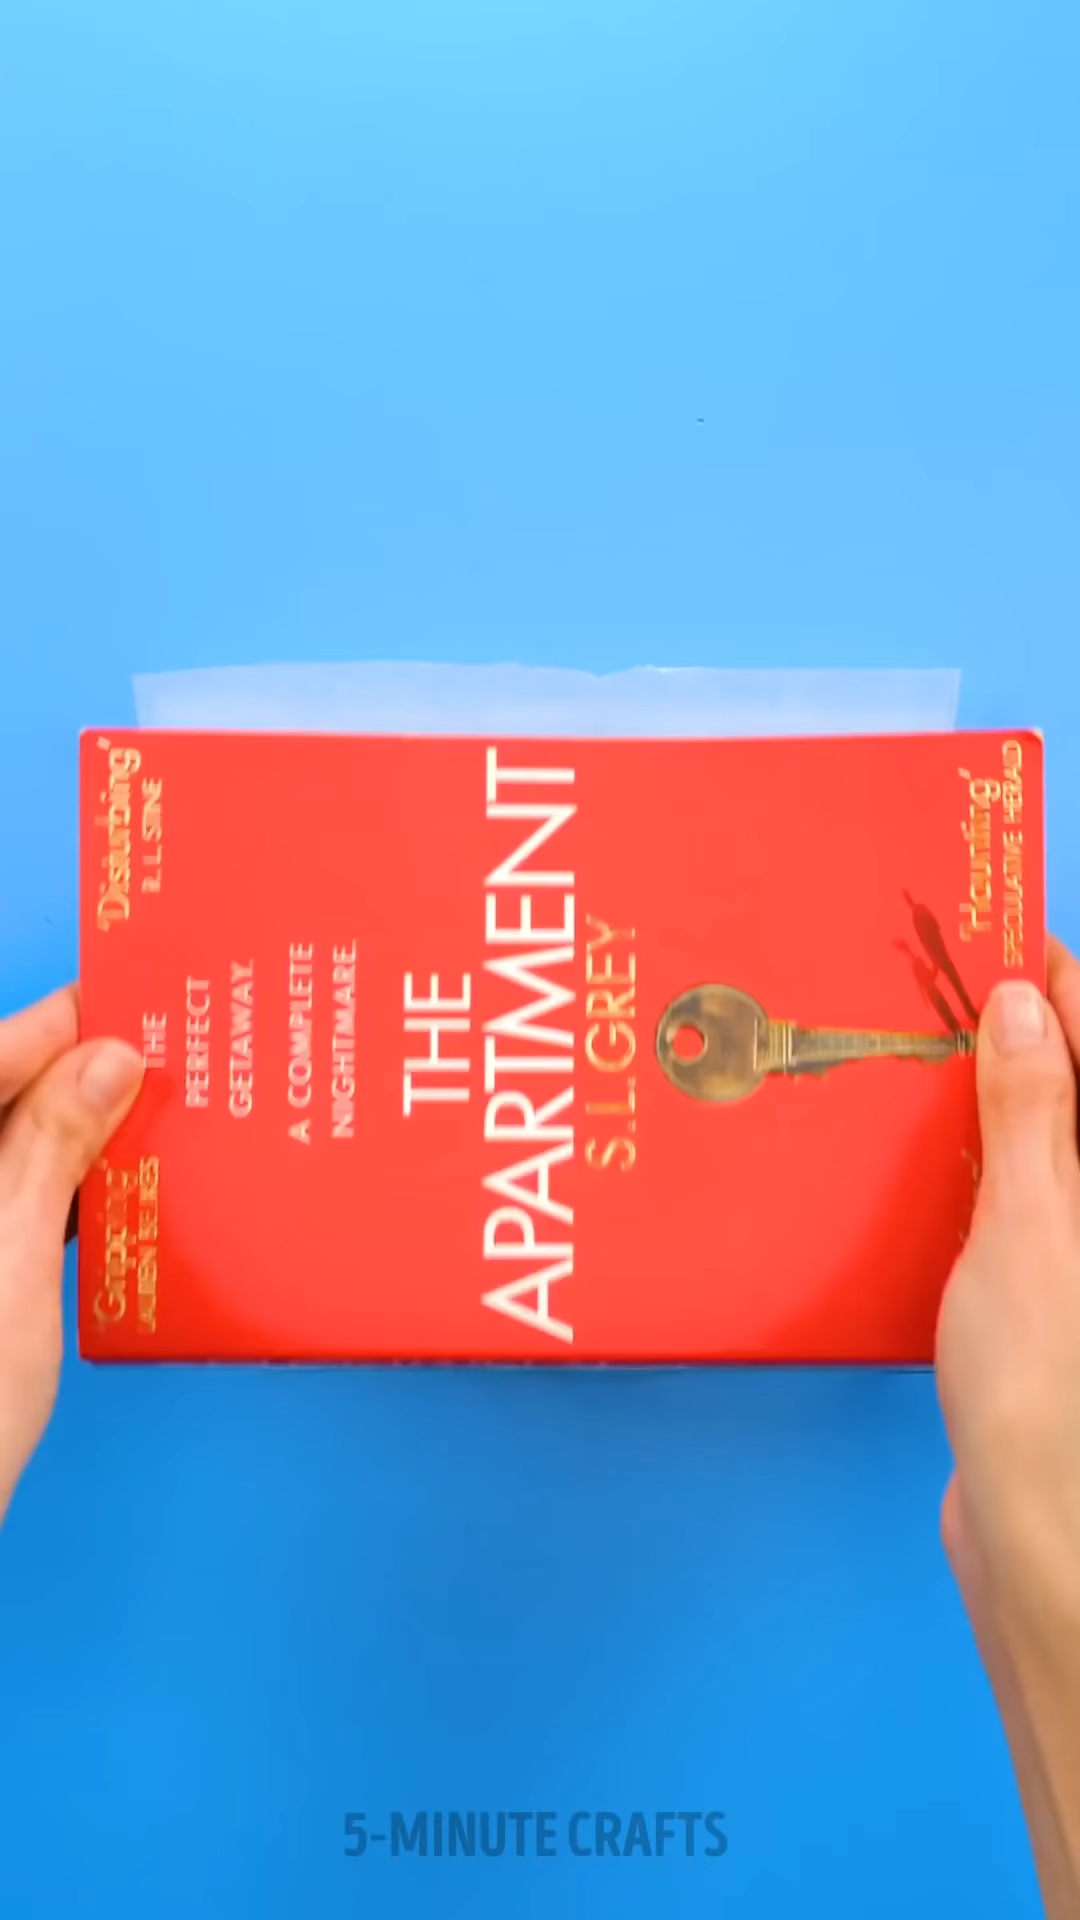 'Disturbing'
R. L. STINE
'Gripping'
LAUREN BEUKES
THE
PERFECT
GETAWAY.
A COMPLETE
NIGHTMARE.
THE
APARTMENT
S.L. GREY
'Haunting'
SPECULATIVE HERALD
5-MINUTE CRAFTS